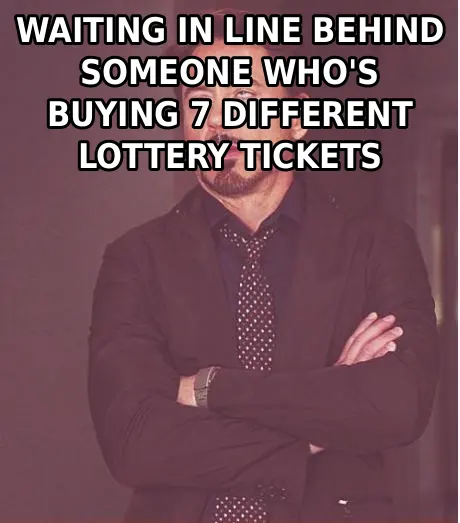 WAITING IN LINE BEHIND
SOMEONE WHO'S
BUYING 7 DIFFERENT
LOTTERY TICKETS